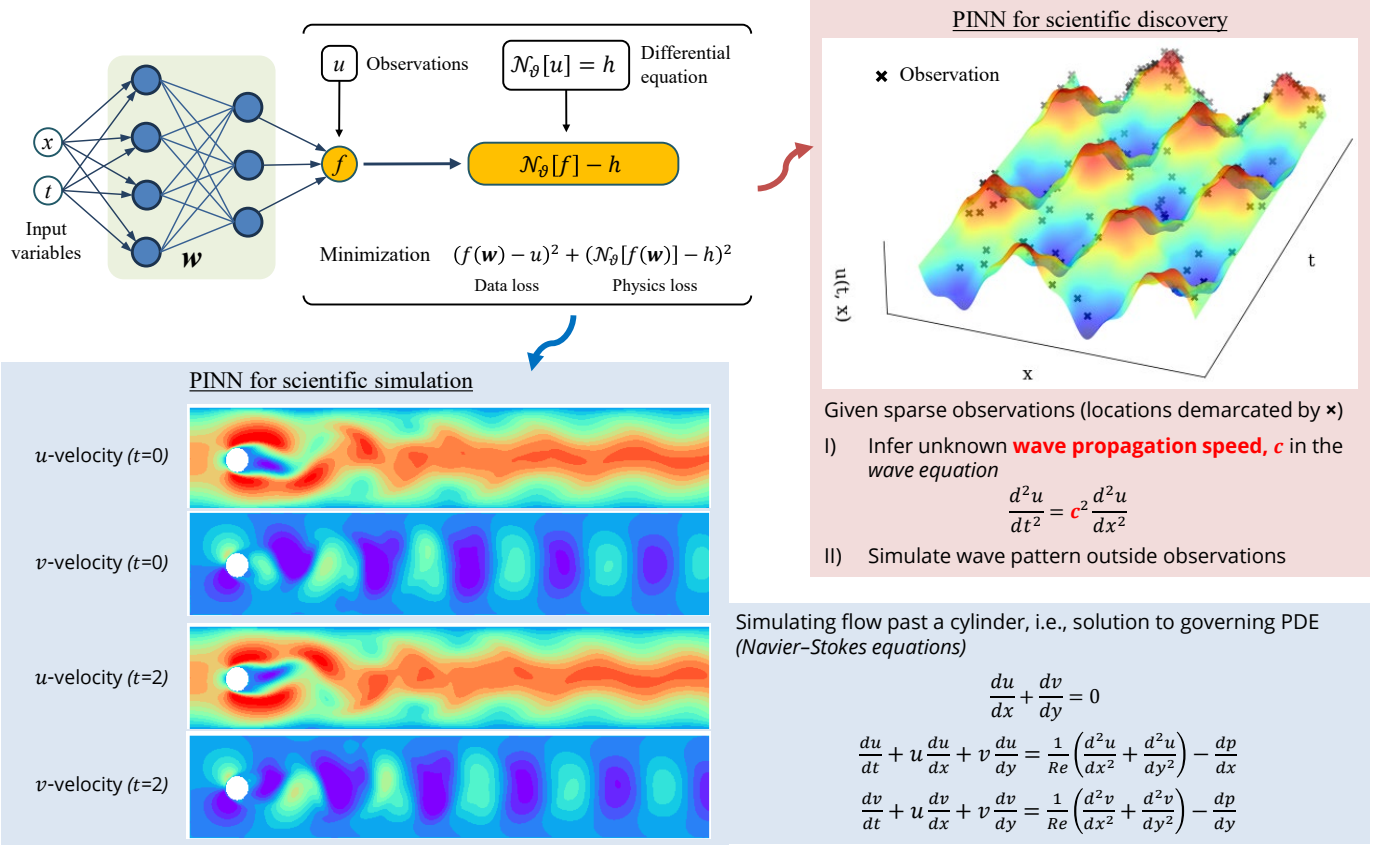 x
t
Input
variables
w
u
Observations
𝒩_ϑ[u] = h
Differential
equation
f
𝒩_ϑ[f] − h
Minimization (f(w) − u)² + (𝒩_ϑ[f(w)] − h)²
Data loss Physics loss
PINN for scientific discovery
× Observation
u(t, x)
x
t
Given sparse observations (locations demarcated by ×)
I) Infer unknown wave propagation speed, c in the
wave equation
d²u/dt² = c² d²u/dx²
II) Simulate wave pattern outside observations
PINN for scientific simulation
u-velocity (t=0)
v-velocity (t=0)
u-velocity (t=2)
v-velocity (t=2)
Simulating flow past a cylinder, i.e., solution to governing PDE
(Navier–Stokes equations)
du/dx + dv/dy = 0
du/dt + u du/dx + v du/dy = 1/Re (d²u/dx² + d²u/dy²) − dp/dx
dv/dt + u dv/dx + v dv/dy = 1/Re (d²v/dx² + d²v/dy²) − dp/dy